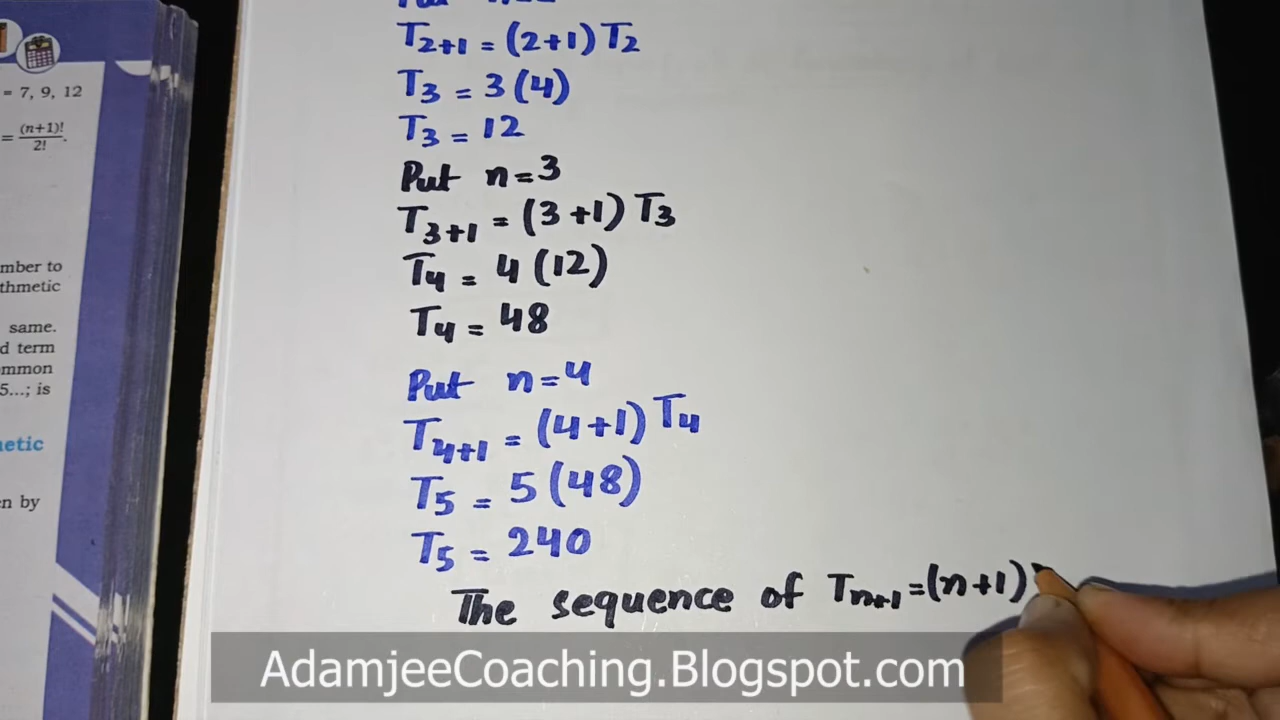 = 7, 9, 12
= (n+1)!/2!.
mber to
thmetic
same.
d term
mmon
5...; is
netic
n by
T2+1 = (2+1) T2
T3 = 3 (4)
T3 = 12
Put n=3
T3+1 = (3+1) T3
T4 = 4 (12)
T4 = 48
Put n=4
T4+1 = (4+1) T4
T5 = 5 (48)
T5 = 240
The sequence of Tn+1 = (n+1)
AdamjeeCoaching.Blogspot.com